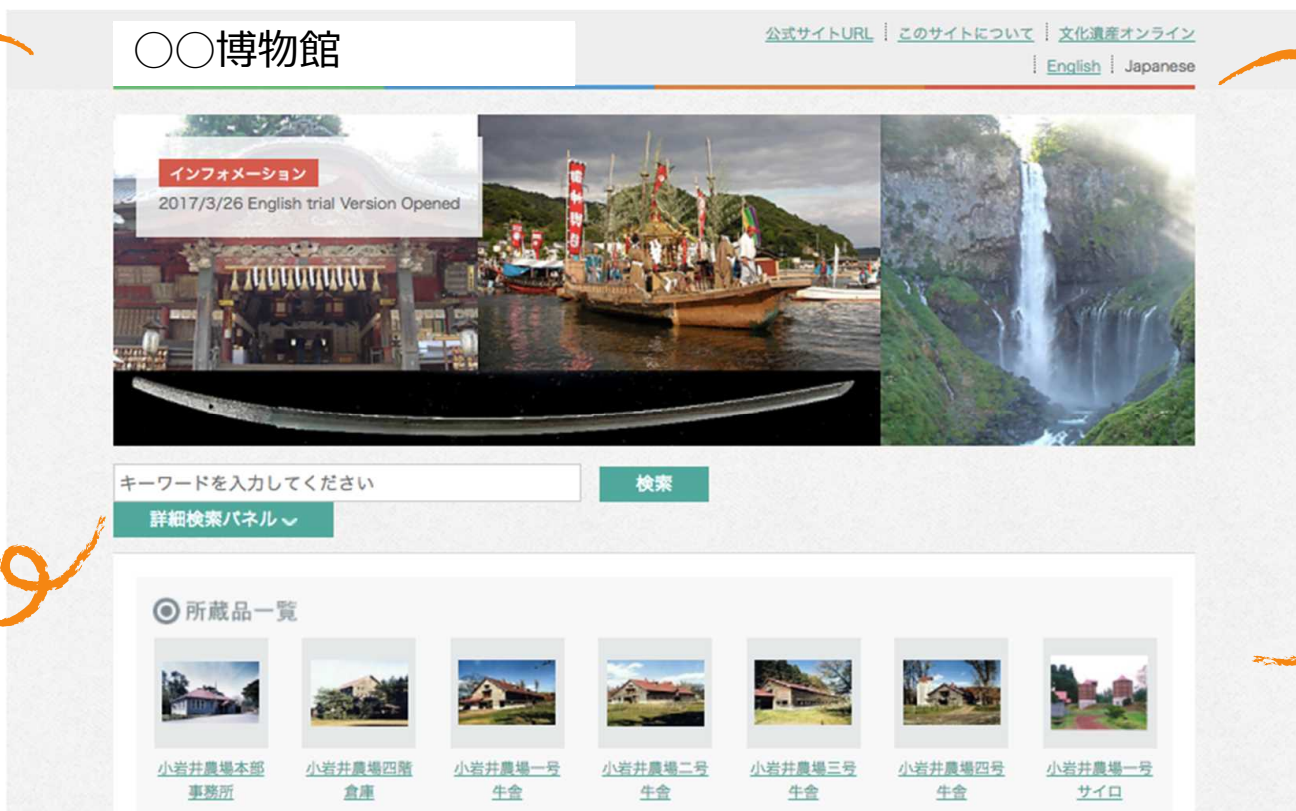 ○○博物館
公式サイトURL このサイトについて 文化遺産オンライン
English Japanese
インフォメーション
2017/3/26 English trial Version Opened
キーワードを入力してください
検索
詳細検索パネル
所蔵品一覧
小岩井農場本部
事務所
小岩井農場四階
倉庫
小岩井農場一号
牛舎
小岩井農場二号
牛舎
小岩井農場三号
牛舎
小岩井農場四号
牛舎
小岩井農場一号
サイロ